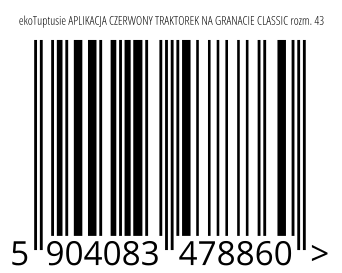 ekoTuptusie APLIKACJA CZERWONY TRAKTOREK NA GRANACIE CLASSIC rozm. 43
5 904083 478860 >